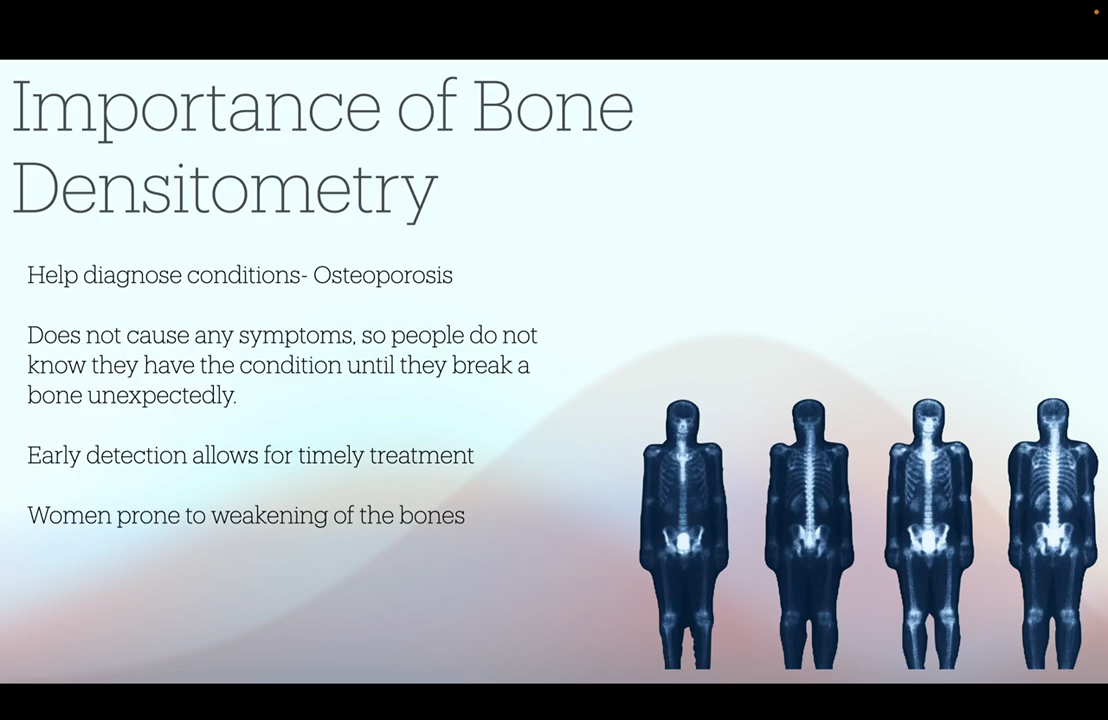 Importance of Bone
Densitometry
Help diagnose conditions- Osteoporosis
Does not cause any symptoms, so people do not
know they have the condition until they break a
bone unexpectedly.
Early detection allows for timely treatment
Women prone to weakening of the bones